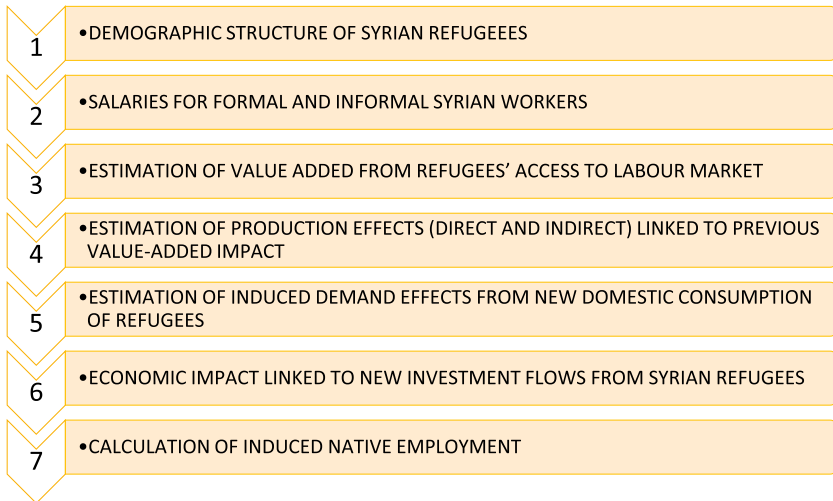 1
•DEMOGRAPHIC STRUCTURE OF SYRIAN REFUGEEES
2
•SALARIES FOR FORMAL AND INFORMAL SYRIAN WORKERS
3
•ESTIMATION OF VALUE ADDED FROM REFUGEES’ ACCESS TO LABOUR MARKET
4
•ESTIMATION OF PRODUCTION EFFECTS (DIRECT AND INDIRECT) LINKED TO PREVIOUS
VALUE-ADDED IMPACT
5
•ESTIMATION OF INDUCED DEMAND EFFECTS FROM NEW DOMESTIC CONSUMPTION
OF REFUGEES
6
•ECONOMIC IMPACT LINKED TO NEW INVESTMENT FLOWS FROM SYRIAN REFUGEES
7
•CALCULATION OF INDUCED NATIVE EMPLOYMENT